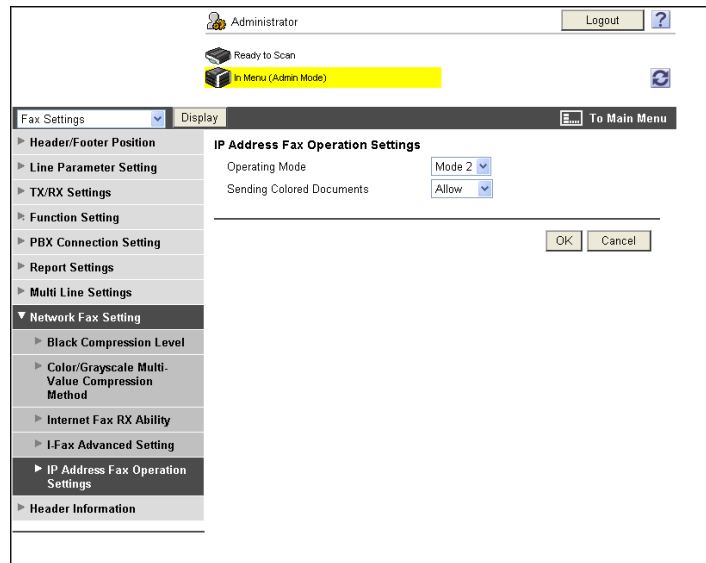 Administrator
Logout
?
Ready to Scan
In Menu (Admin Mode)
Fax Settings
Display
To Main Menu
Header/Footer Position
Line Parameter Setting
TX/RX Settings
Function Setting
PBX Connection Setting
Report Settings
Multi Line Settings
Network Fax Setting
Black Compression Level
Color/Grayscale Multi-
Value Compression
Method
Internet Fax RX Ability
I-Fax Advanced Setting
IP Address Fax Operation
Settings
Header Information
IP Address Fax Operation Settings
Operating Mode
Mode 2
Sending Colored Documents
Allow
OK
Cancel